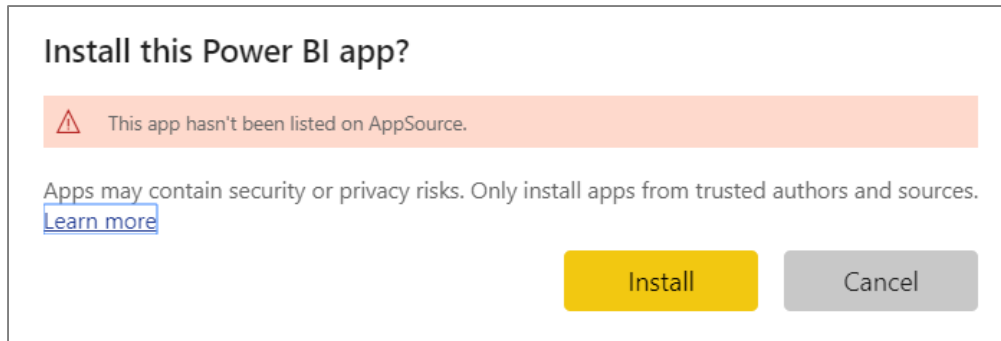 Install this Power BI app?
This app hasn't been listed on AppSource.
Apps may contain security or privacy risks. Only install apps from trusted authors and sources.
Learn more
Install Cancel